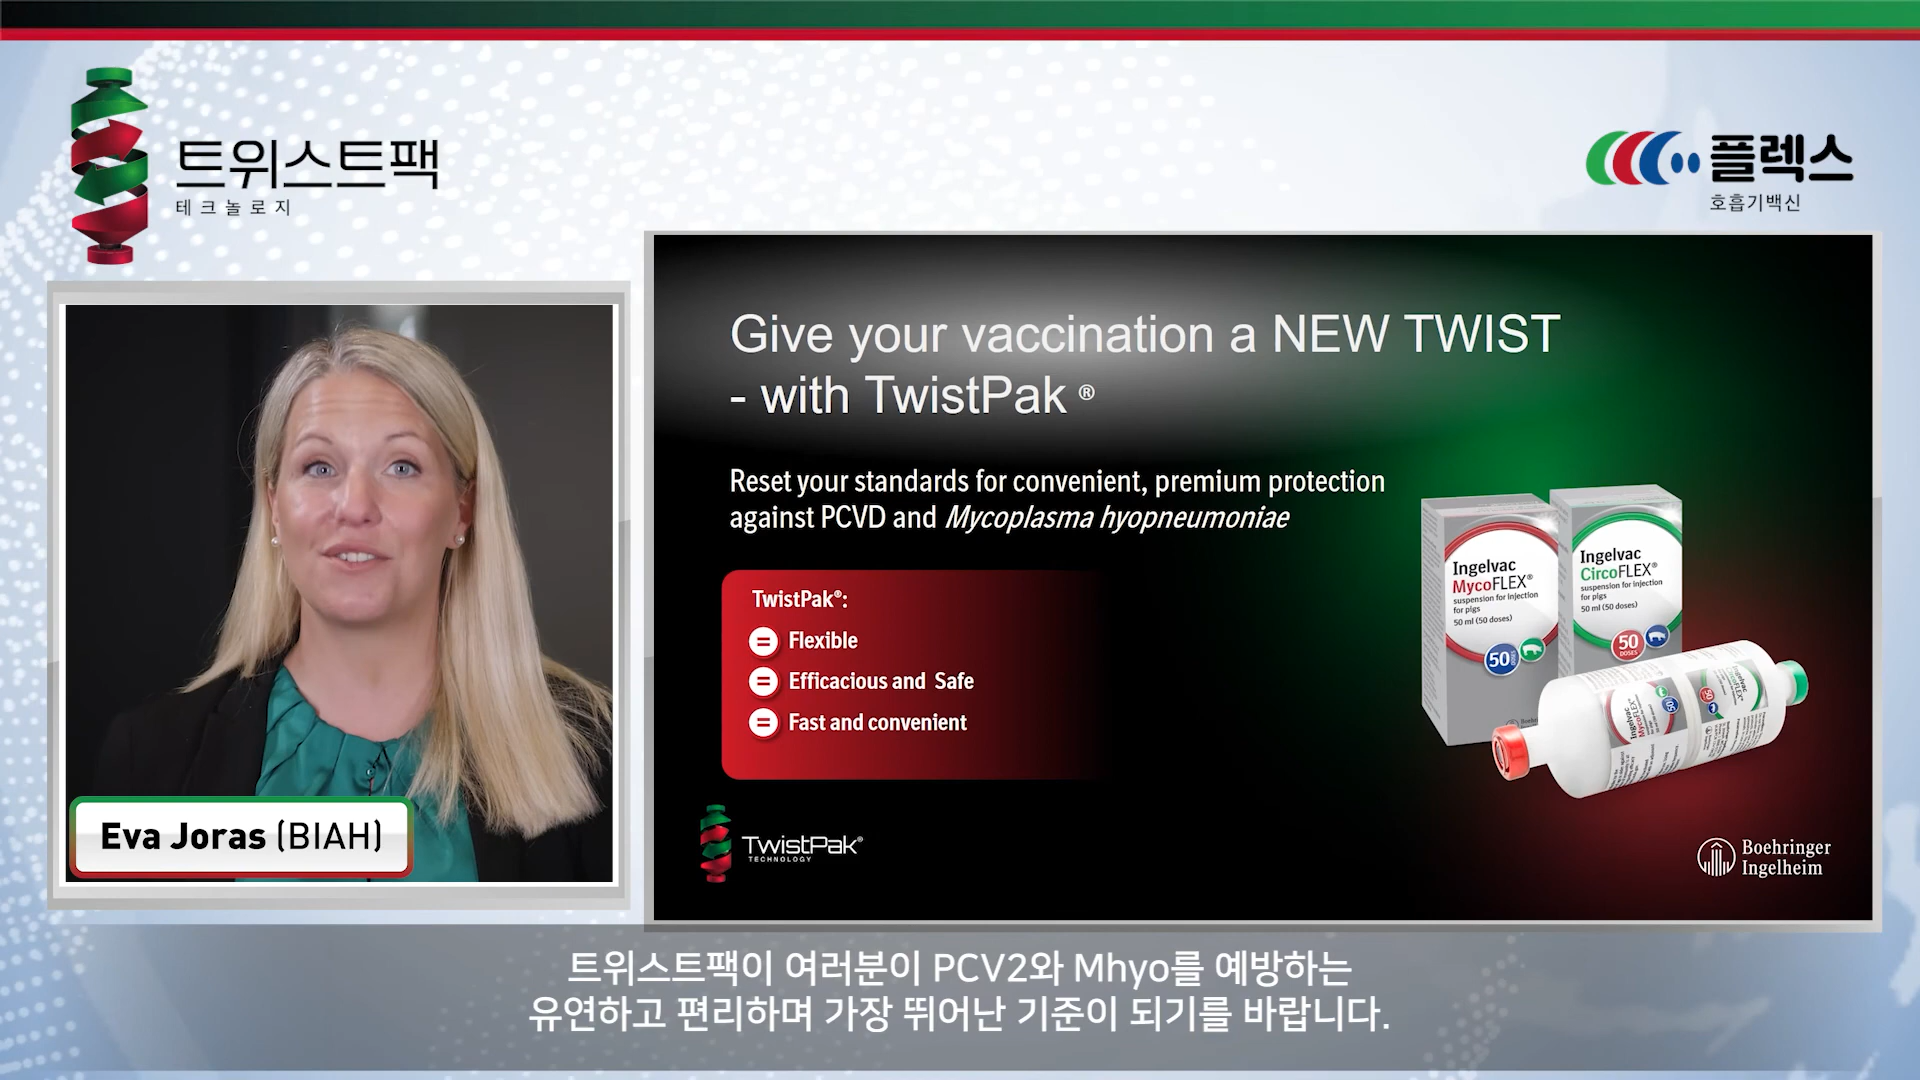 트위스트팩
테크놀로지
플렉스
호흡기백신
Give your vaccination a NEW TWIST
- with TwistPak ®
Reset your standards for convenient, premium protection
against PCVD and Mycoplasma hyopneumoniae
TwistPak®:
Flexible
Efficacious and Safe
Fast and convenient
Ingelvac
MycoFLEX®
suspension for injection
for pigs
50 ml (50 doses)
50
Ingelvac
CircoFLEX®
suspension for injection
for pigs
50 ml (50 doses)
50
DOSES
Ingelvac
MycoFLEX®
50
Ingelvac
CircoFLEX®
50
TwistPak®
TECHNOLOGY
Boehringer
Ingelheim
Eva Joras (BIAH)
트위스트팩이 여러분이 PCV2와 Mhyo를 예방하는
유연하고 편리하며 가장 뛰어난 기준이 되기를 바랍니다.